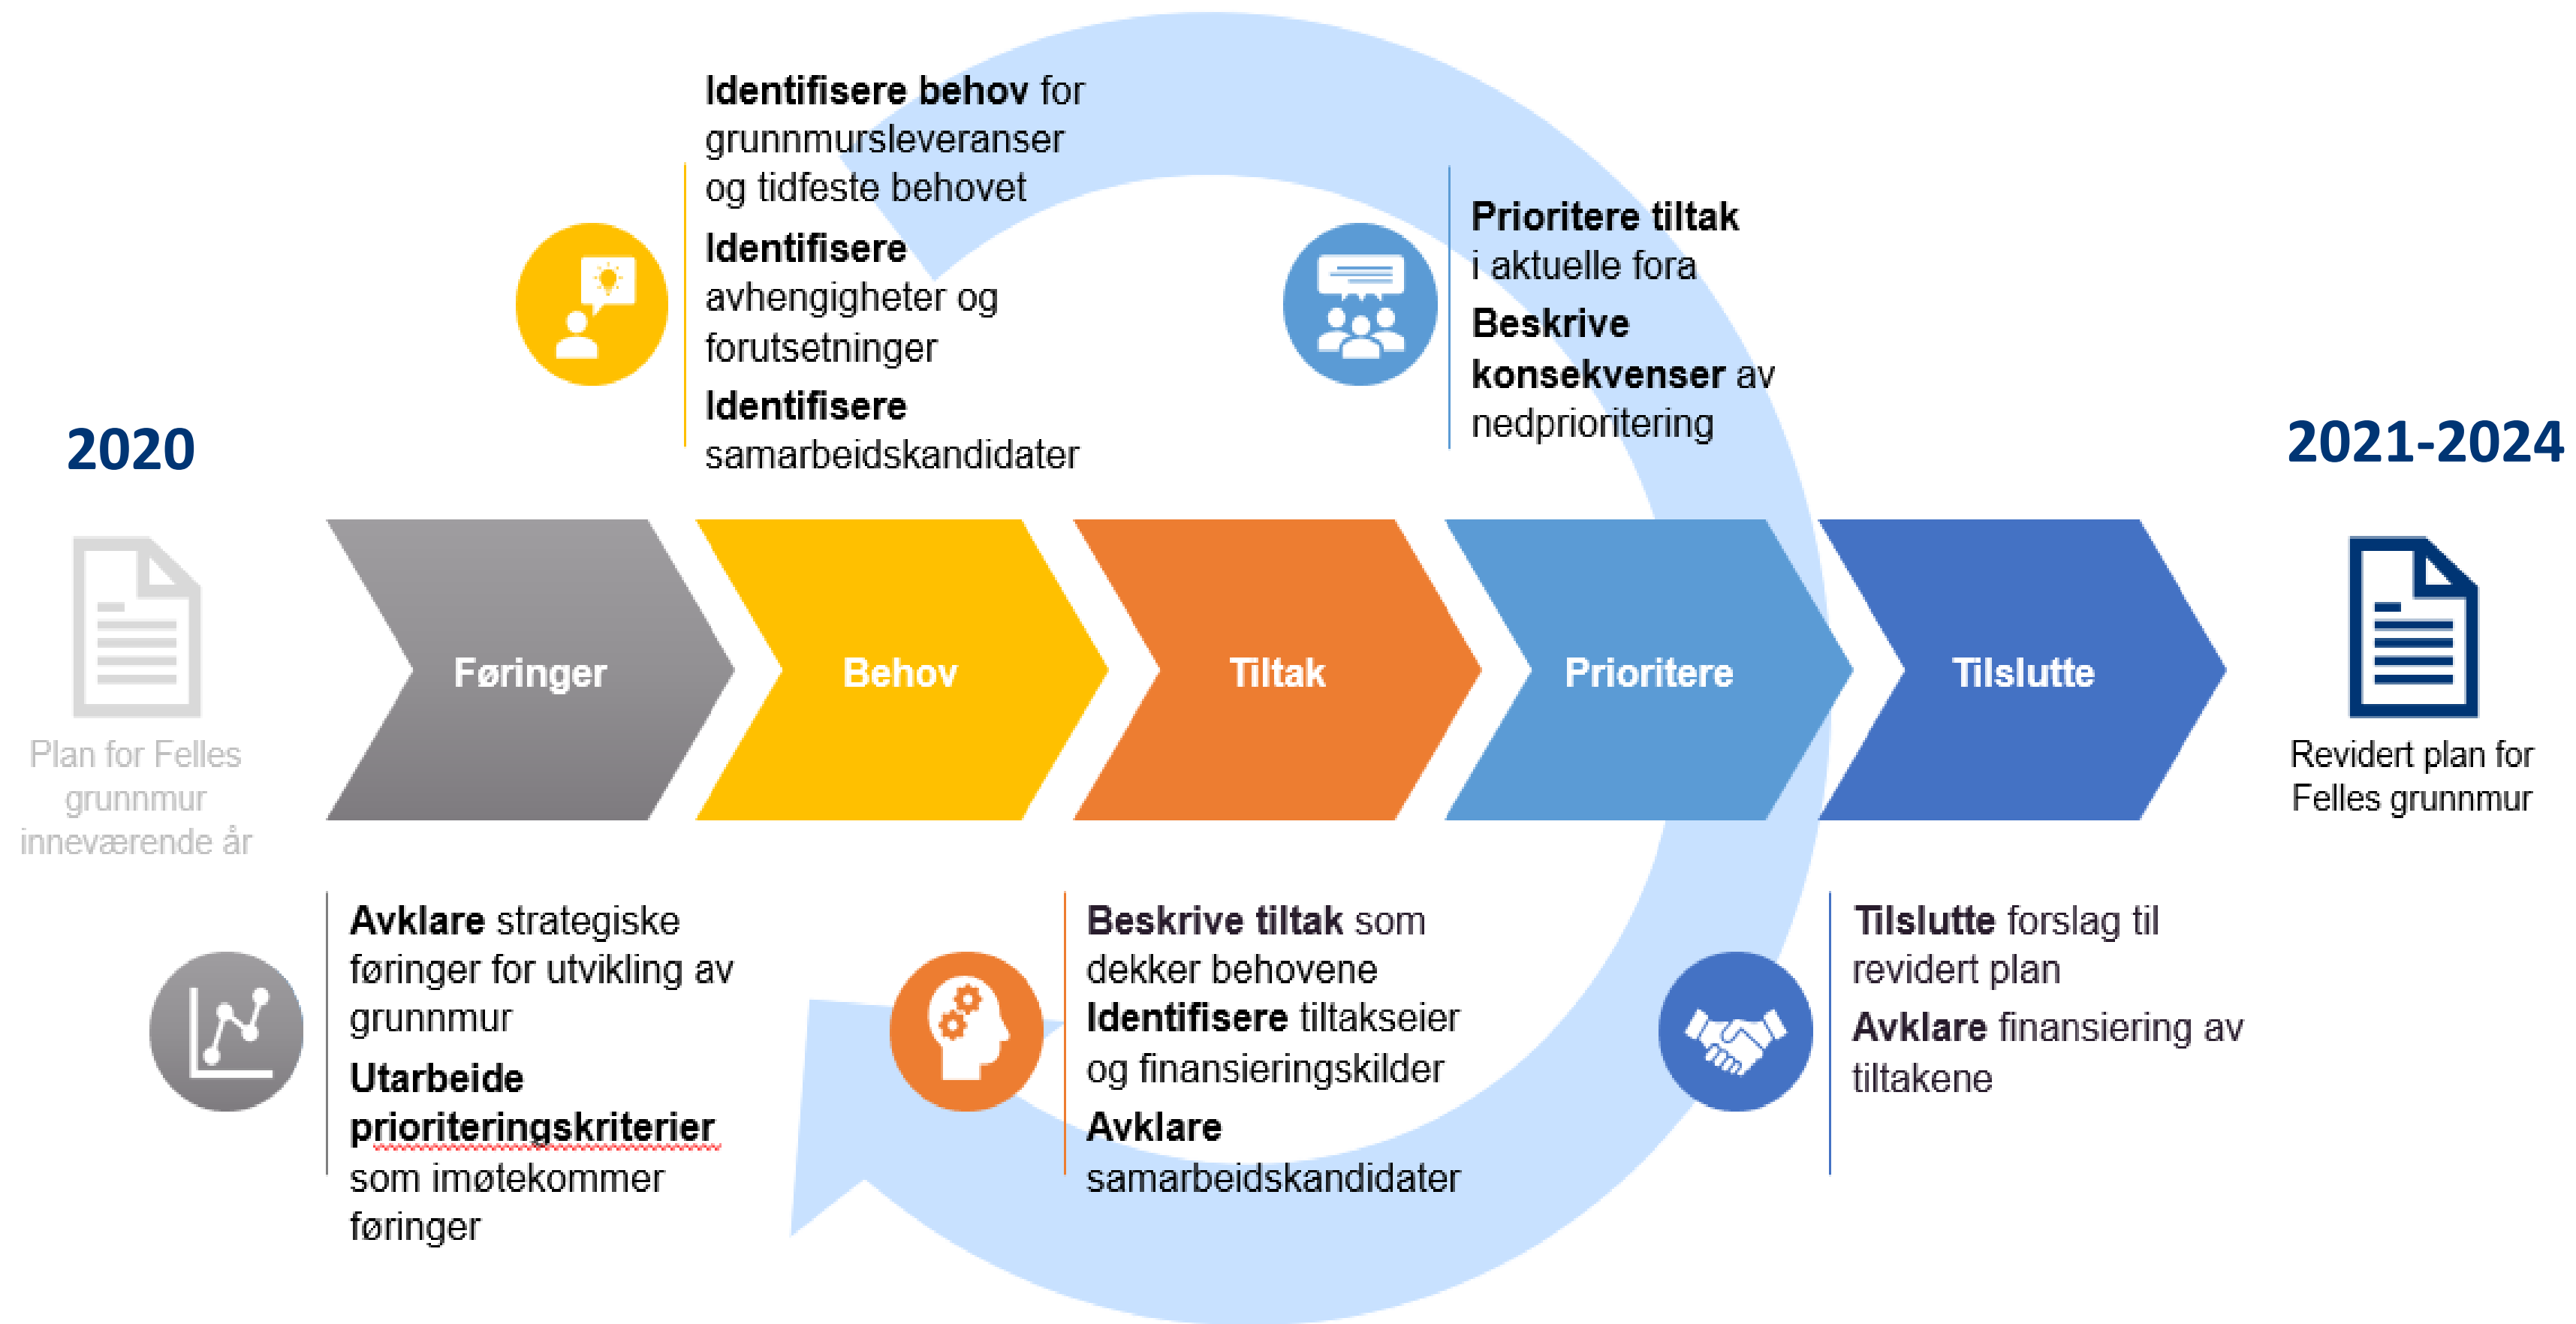 2020
Plan for Felles
grunnmur
inneværende år
Identifisere behov for
grunnmursleveranser
og tidfeste behovet
Identifisere
avhengigheter og
forutsetninger
Identifisere
samarbeidskandidater
Prioritere tiltak
i aktuelle fora
Beskrive
konsekvenser av
nedprioritering
Føringer
Behov
Tiltak
Prioritere
Tilslutte
Avklare strategiske
føringer for utvikling av
grunnmur
Utarbeide
prioriteringskriterier
som imøtekommer
føringer
Beskrive tiltak som
dekker behovene
Identifisere tiltakseier
og finansieringskilder
Avklare
samarbeidskandidater
Tilslutte forslag til
revidert plan
Avklare finansiering av
tiltakene
2021-2024
Revidert plan for
Felles grunnmur